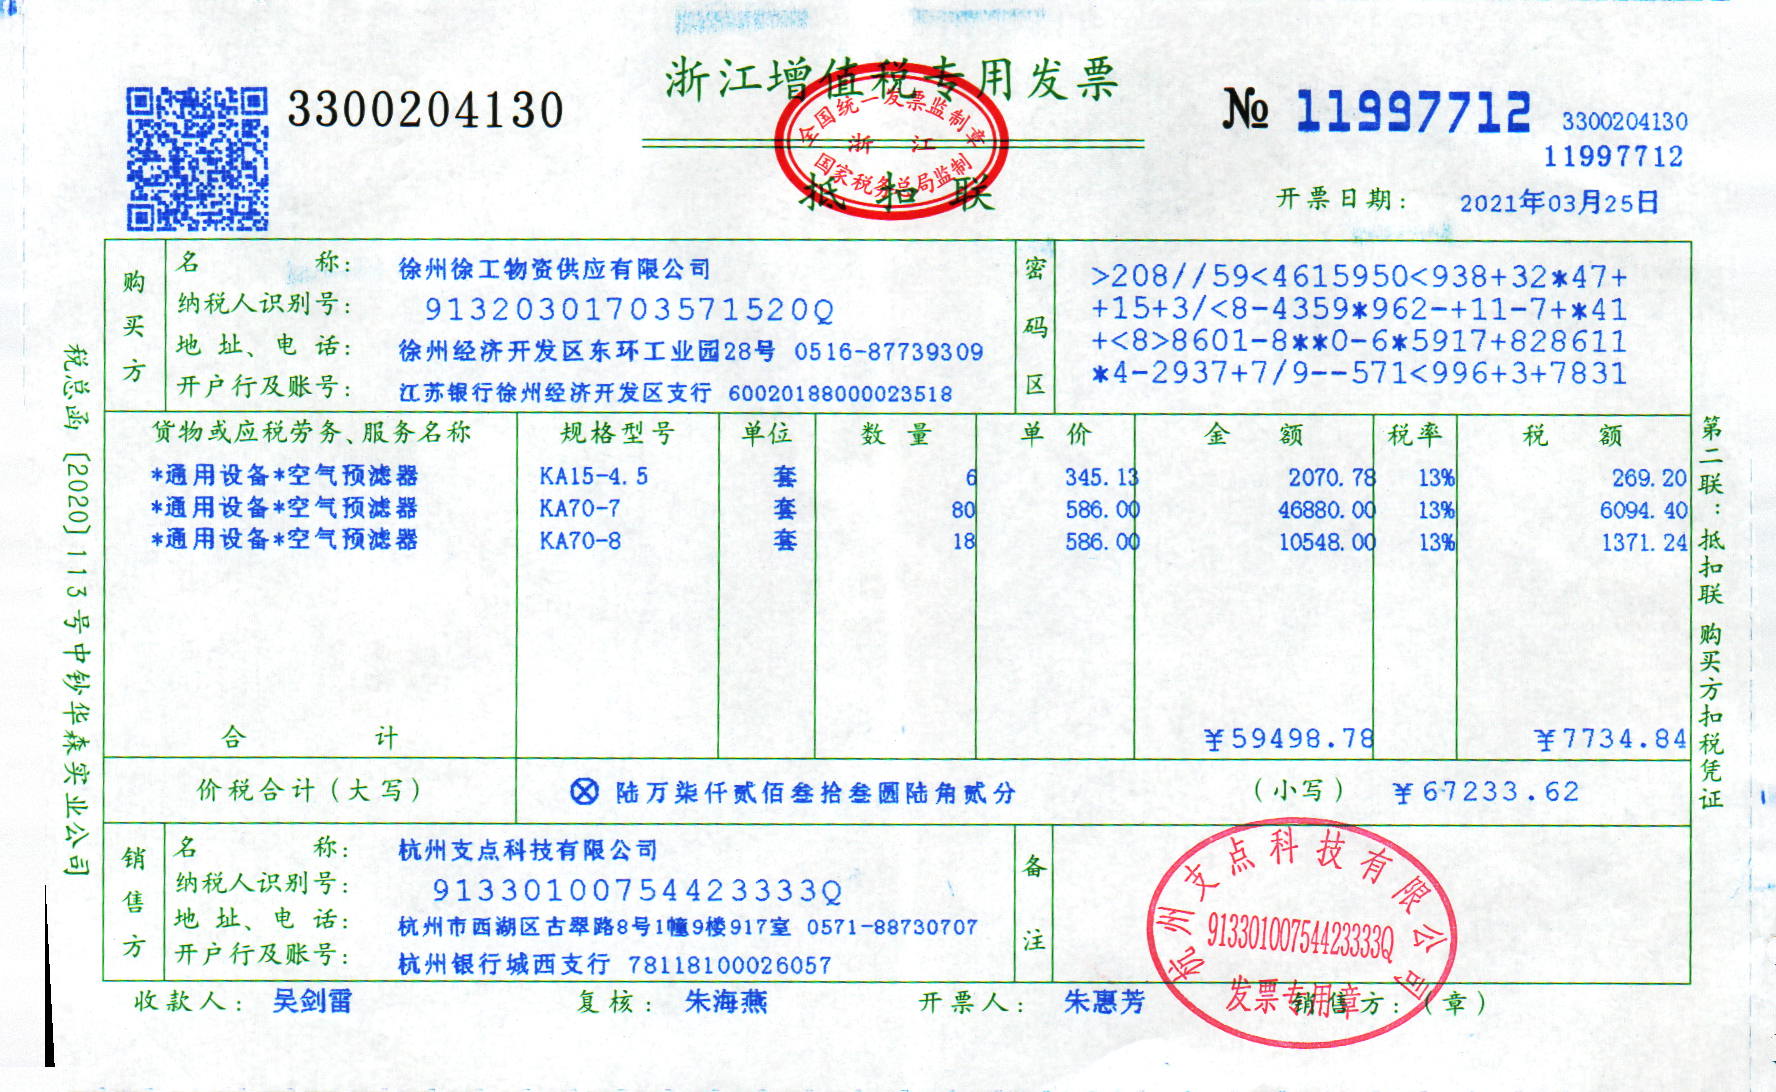 浙江增值税专用发票
3300204130
№ 11997712
3300204130
11997712
全国统一发票监制章
浙 江
国家税务总局监制
抵扣联
开票日期: 2021年03月25日
购买方
名 称: 徐州徐工物资供应有限公司
纳税人识别号: 91320301703571520Q
地 址、电 话: 徐州经济开发区东环工业园28号 0516-87739309
开户行及账号: 江苏银行徐州经济开发区支行 60020188000023518
密码区
>208//59<4615950<938+32*47+
+15+3/<8-4359*962-+11-7+*41
+<8>8601-8**0-6*5917+828611
*4-2937+7/9--571<996+3+7831
货物或应税劳务、服务名称 规格型号 单位 数 量 单 价 金 额 税率 税 额
*通用设备*空气预滤器 KA15-4.5 套 6 345.13 2070.78 13% 269.20
*通用设备*空气预滤器 KA70-7 套 80 586.00 46880.00 13% 6094.40
*通用设备*空气预滤器 KA70-8 套 18 586.00 10548.00 13% 1371.24
合 计 ¥59498.78 ¥7734.84
价税合计(大写) ⊗ 陆万柒仟贰佰叁拾叁圆陆角贰分 (小写) ¥67233.62
销售方
名 称: 杭州支点科技有限公司
纳税人识别号: 91330100754423333Q
地 址、电 话: 杭州市西湖区古翠路8号1幢9楼917室 0571-88730707
开户行及账号: 杭州银行城西支行 78118100026057
备注
杭州支点科技有限公司
91330100754423333Q
发票专用章
收款人: 吴剑雷 复核: 朱海燕 开票人: 朱惠芳 销售方:(章)
税总函[2020]113号中钞华森实业公司
第二联:抵扣联 购买方扣税凭证